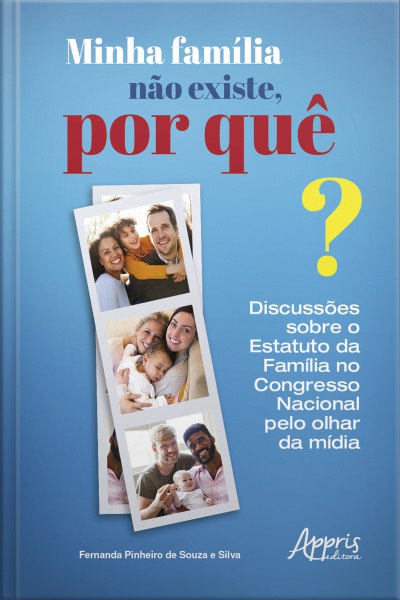 Minha família
não existe,
por quê
?
Discussões
sobre o
Estatuto da
Família no
Congresso
Nacional
pelo olhar
da mídia
Fernanda Pinheiro de Souza e Silva
Appris
editora